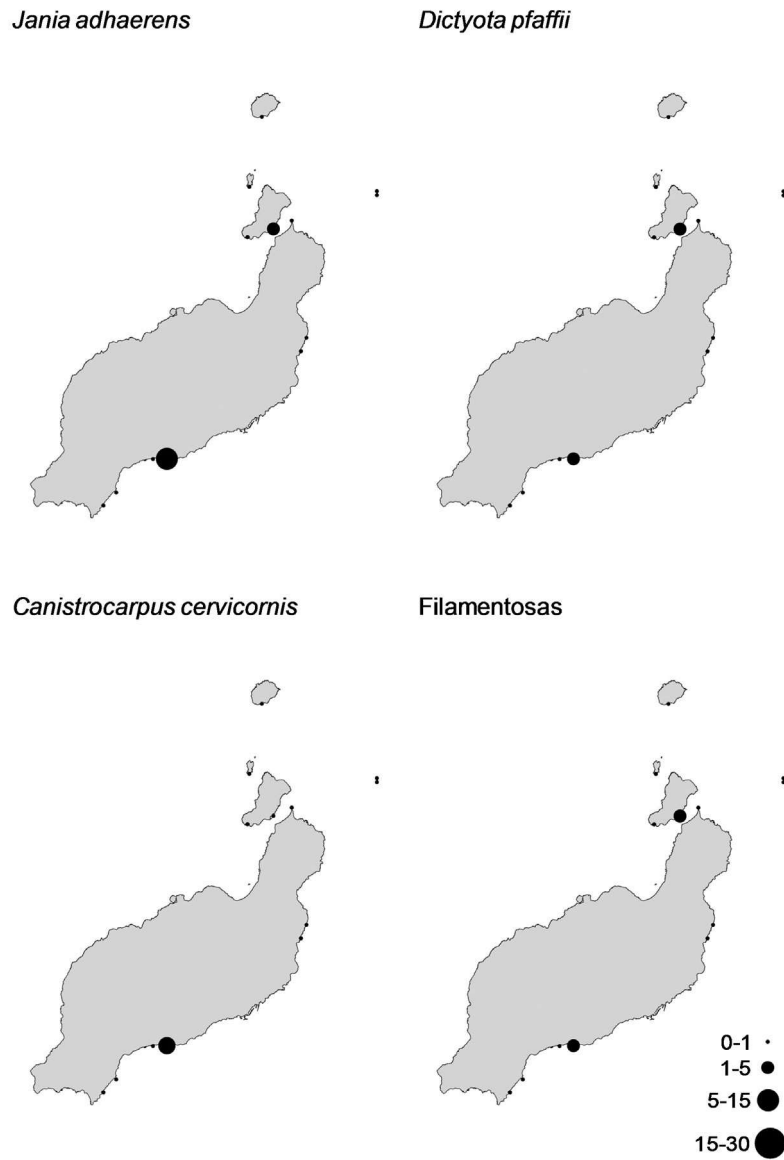 Jania adhaerens
Dictyota pfaffii
Canistrocarpus cervicornis
Filamentosas
0-1
1-5
5-15
15-30